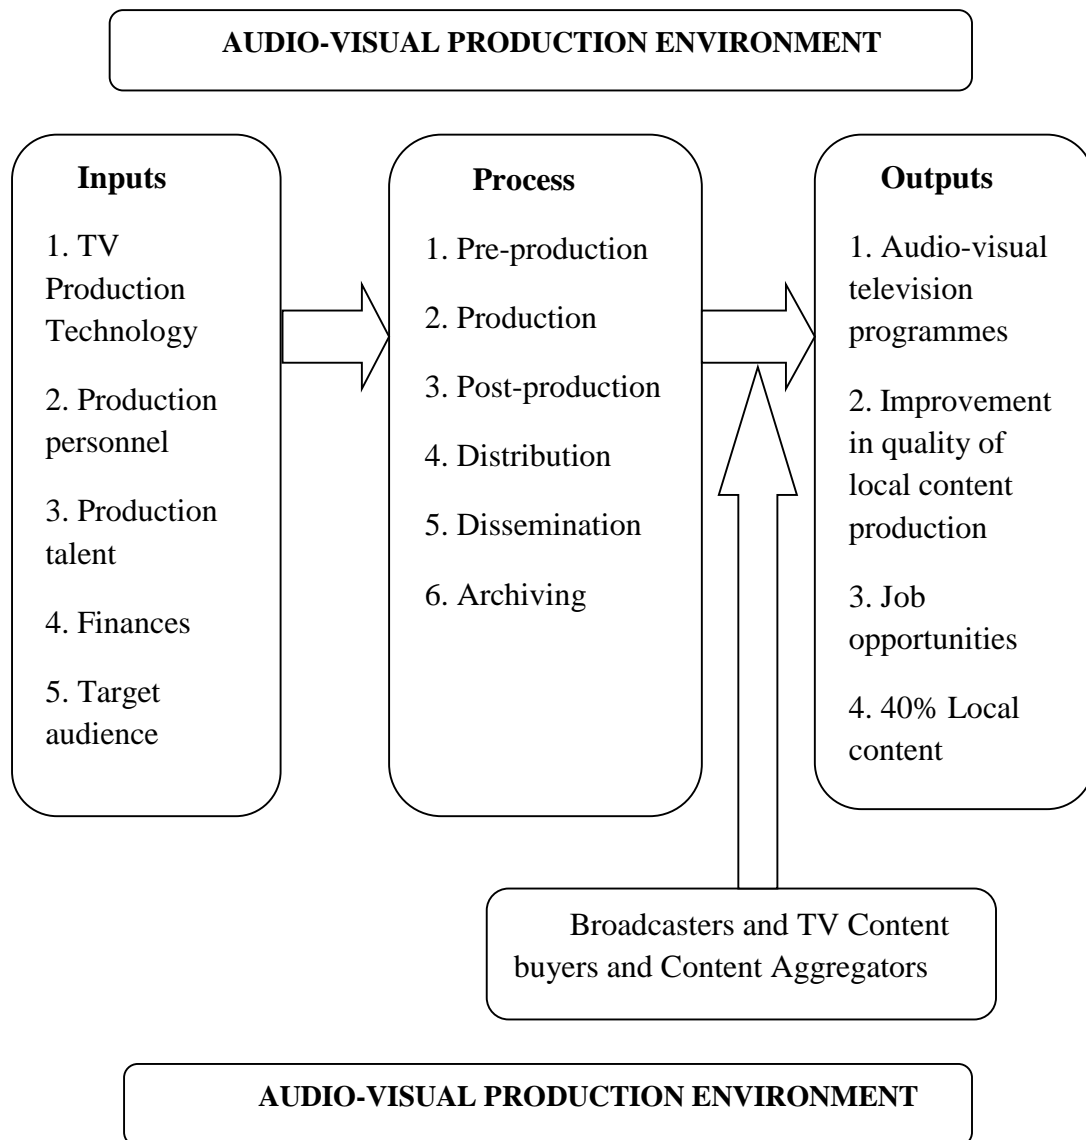 AUDIO-VISUAL PRODUCTION ENVIRONMENT
Inputs
1. TV
Production
Technology
2. Production
personnel
3. Production
talent
4. Finances
5. Target
audience
Process
1. Pre-production
2. Production
3. Post-production
4. Distribution
5. Dissemination
6. Archiving
Outputs
1. Audio-visual
television
programmes
2. Improvement
in quality of
local content
production
3. Job
opportunities
4. 40% Local
content
Broadcasters and TV Content
buyers and Content Aggregators
AUDIO-VISUAL PRODUCTION ENVIRONMENT